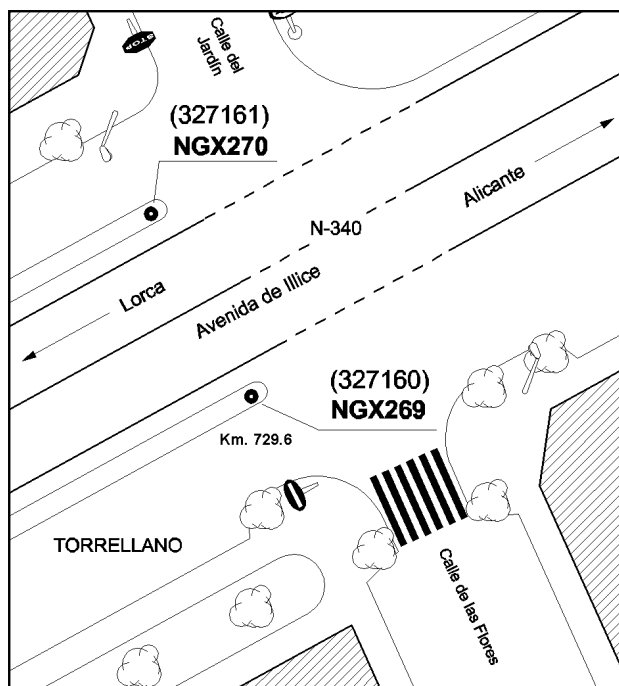 STOP
Calle del
Jardín
(327161)
NGX270
Alicante
N-340
Lorca
Avenida de Illice
(327160)
NGX269
Km. 729.6
TORRELLANO
Calle de las Flores